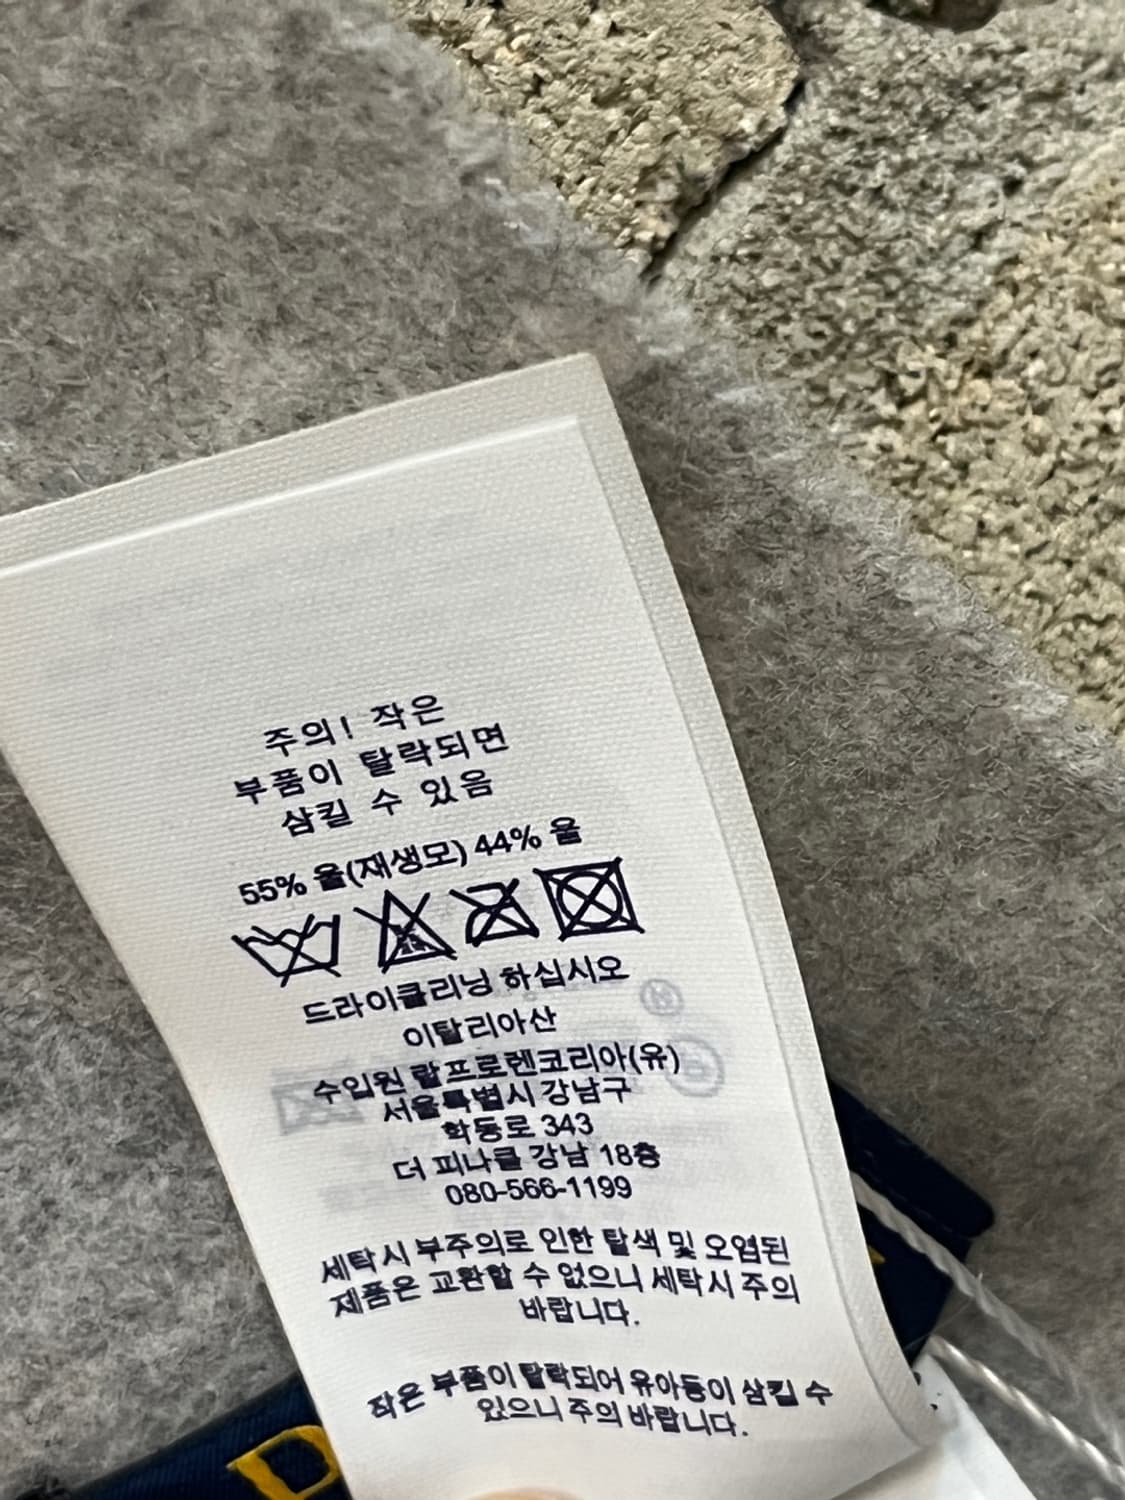 주의! 작은
부품이 탈락되면
삼킬 수 있음
55% 울(재생모) 44% 울
드라이클리닝 하십시오
이탈리아산
수입원 랄프로렌코리아(유)
서울특별시 강남구
학동로 343
더 피나클 강남 18층
080-566-1199
세탁시 부주의로 인한 탈색 및 오염된
제품은 교환할 수 없으니 세탁시 주의
바랍니다.
작은 부품이 탈락되어 유아등이 삼킬 수
있으니 주의 바랍니다.